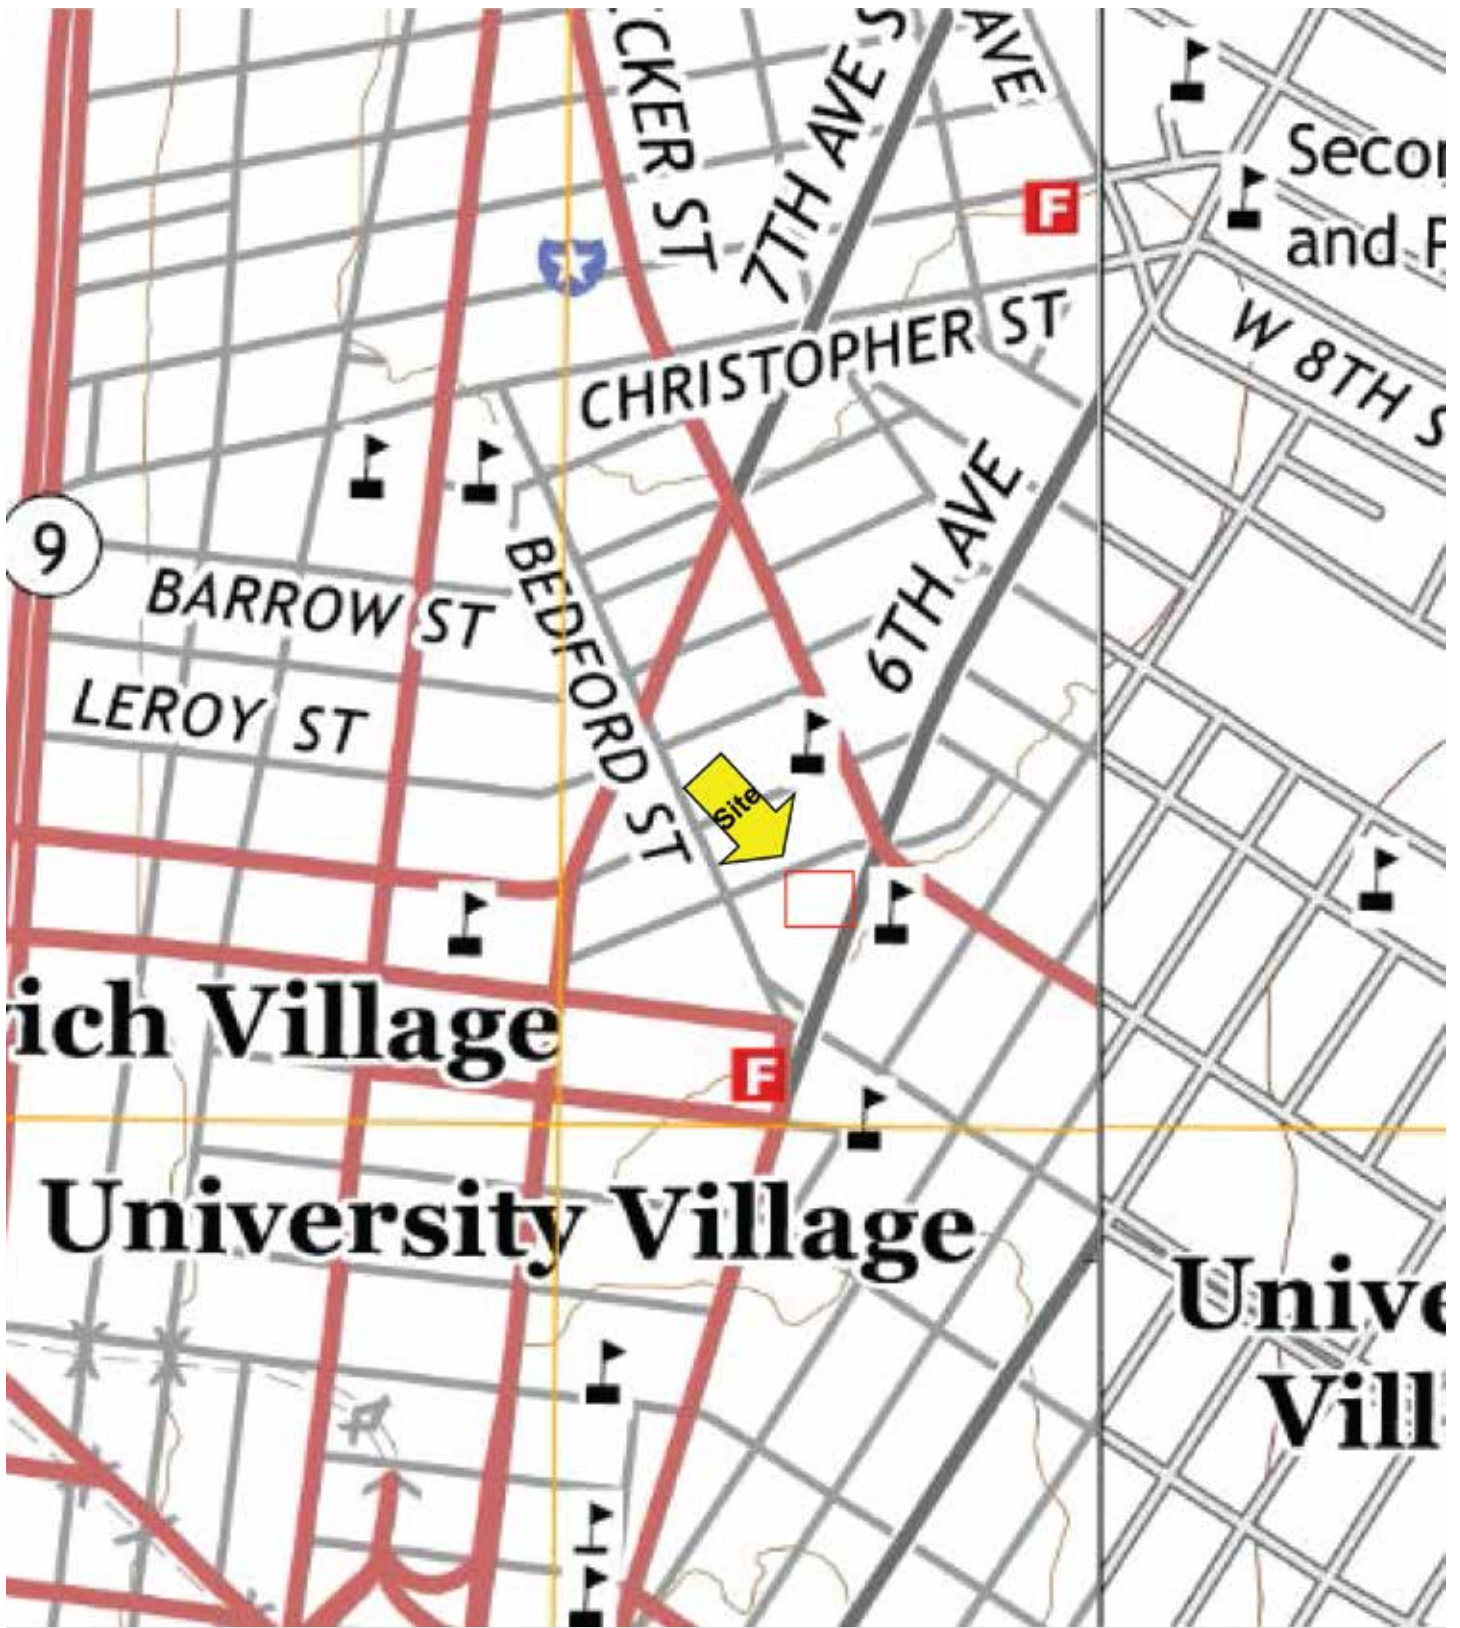 CKER ST
7TH AVE S
AVE
F
Secon
and P
CHRISTOPHER ST
W 8TH S
9
BARROW ST
BEDFORD ST
6TH AVE
LEROY ST
Site
ich Village
F
University Village
Unive
Vill